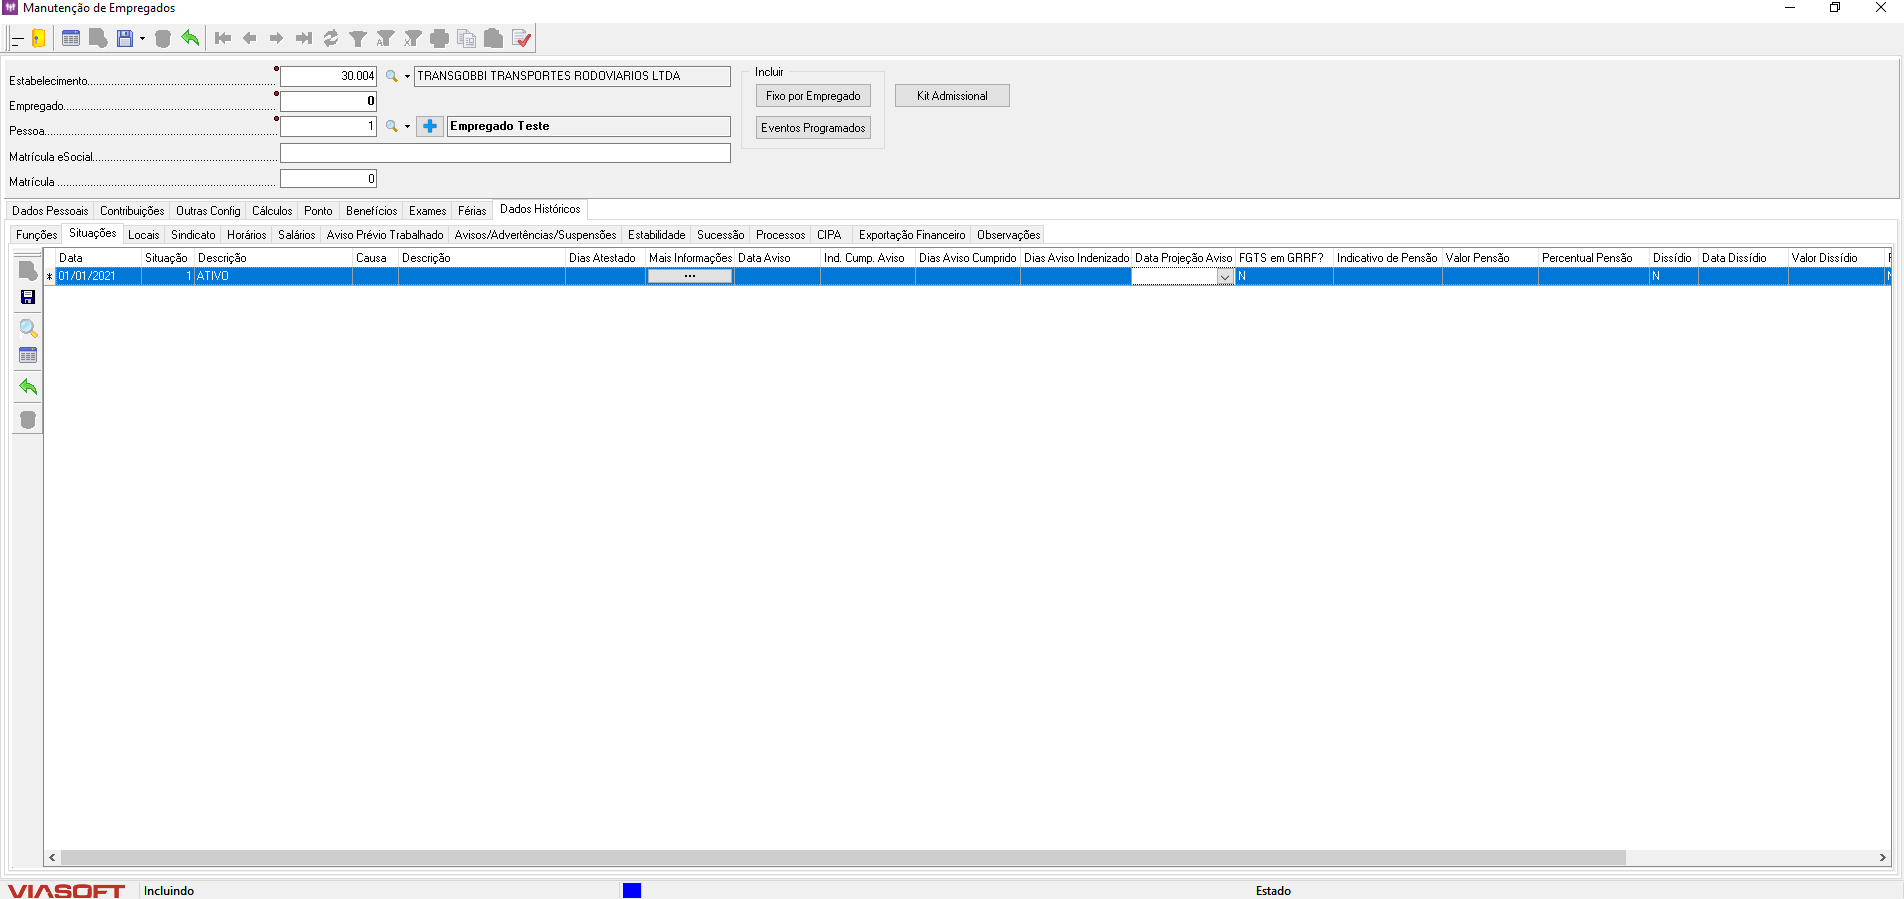 Manutenção de Empregados
Estabelecimento 30.004 TRANSGOBBI TRANSPORTES RODOVIARIOS LTDA
Empregado 0
Pessoa 1 Empregado Teste
Matrícula eSocial
Matrícula 0
Incluir
Fixo por Empregado
Eventos Programados
Kit Admissional
Dados Pessoais Contribuições Outras Config Cálculos Ponto Benefícios Exames Férias Dados Históricos
Funções Situações Locais Sindicato Horários Salários Aviso Prévio Trabalhado Avisos/Advertências/Suspensões Estabilidade Sucessão Processos CIPA Exportação Financeiro Observações
Data Situação Descrição Causa Descrição Dias Atestado Mais Informações Data Aviso Ind. Cump. Aviso Dias Aviso Cumprido Dias Aviso Indenizado Data Projeção Aviso FGTS em GRRF? Indicativo de Pensão Valor Pensão Percentual Pensão Dissídio Data Dissídio Valor Dissídio
* 01/01/2021 1 ATIVO ... N N
VIASOFT Incluindo Estado